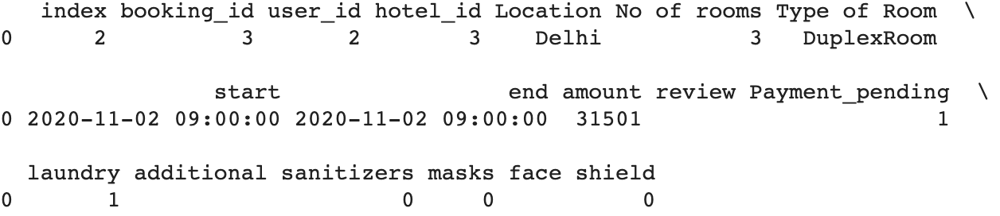 index booking_id user_id hotel_id Location No of rooms Type of Room \
0 2 3 2 3 Delhi 3 DuplexRoom
start end amount review Payment_pending \
0 2020-11-02 09:00:00 2020-11-02 09:00:00 31501 1
laundry additional sanitizers masks face shield
0 1 0 0 0